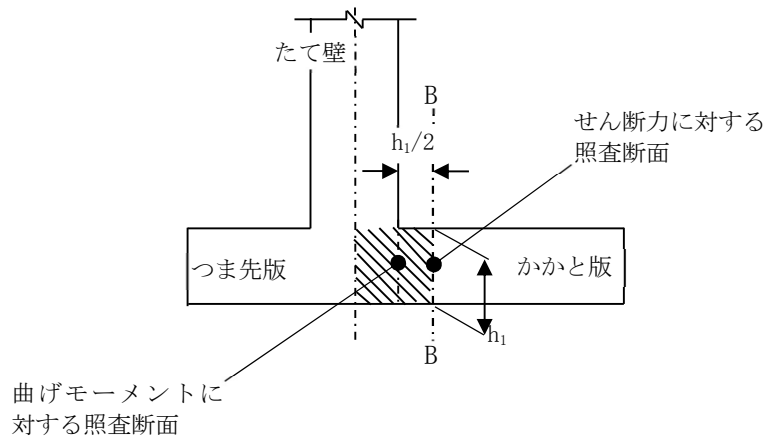 たて壁
B
せん断力に対する
照査断面
h₁/2
つま先版
かかと版
h₁
B
曲げモーメントに
対する照査断面